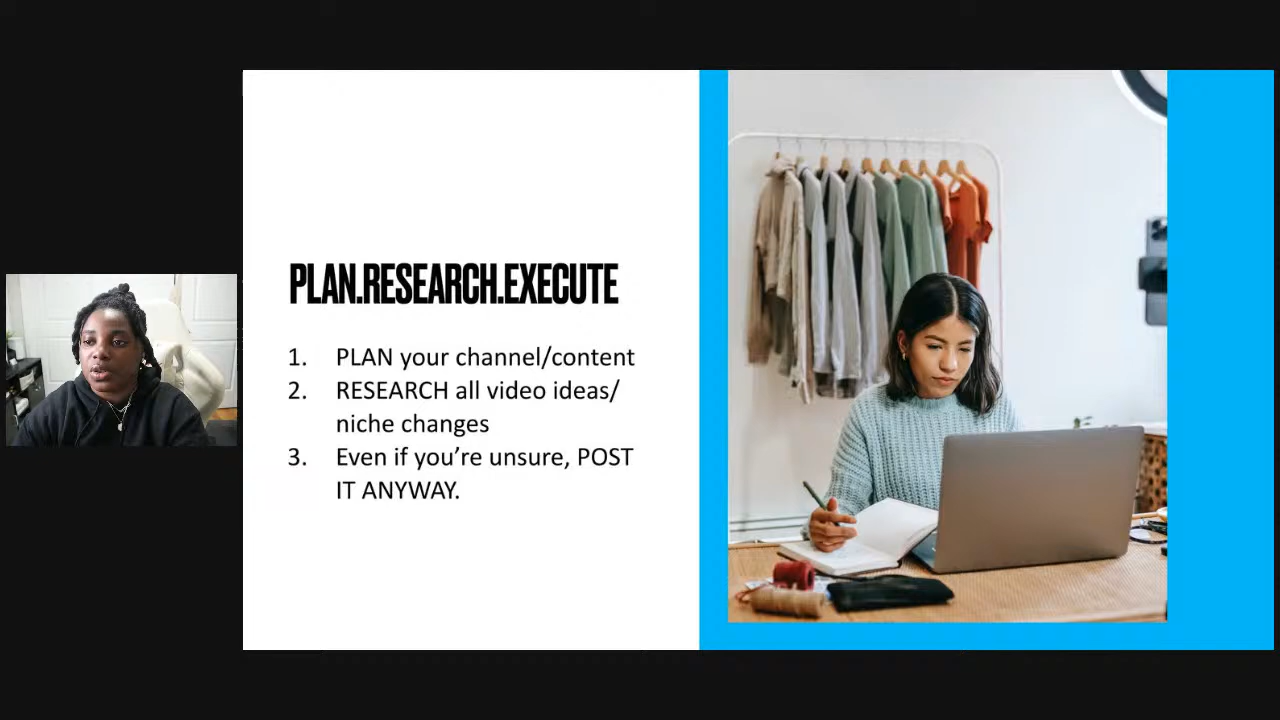 PLAN.RESEARCH.EXECUTE
1. PLAN your channel/content
2. RESEARCH all video ideas/
niche changes
3. Even if you’re unsure, POST
IT ANYWAY.